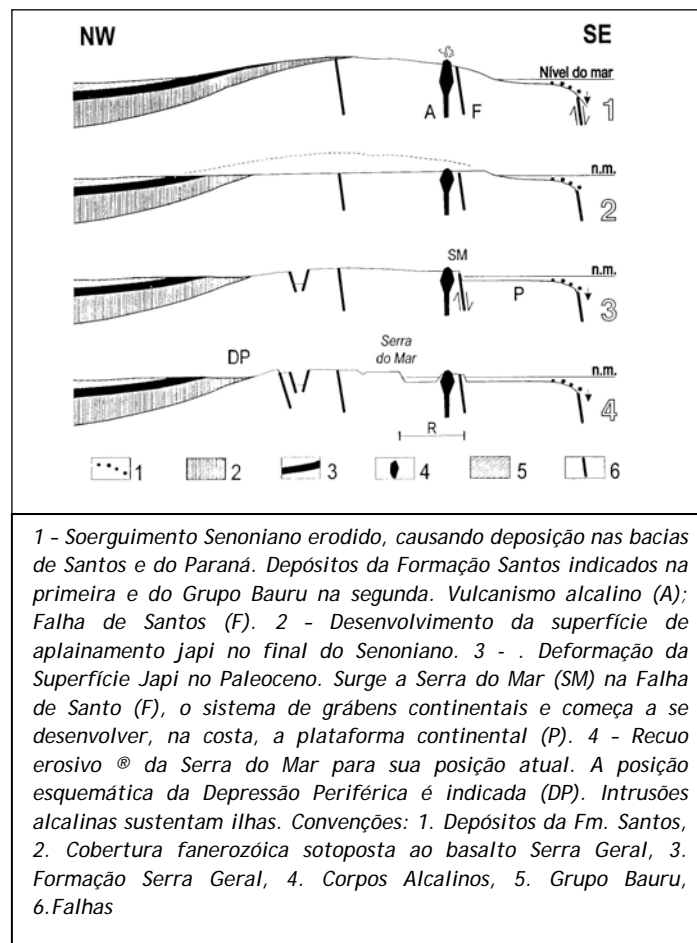 NW SE
Nível do mar
A F 1
n.m.
2
SM n.m.
P 3
Serra
do Mar
DP n.m.
4
R
1 2 3 4 5 6
1 – Soerguimento Senoniano erodido, causando deposição nas bacias
de Santos e do Paraná. Depósitos da Formação Santos indicados na
primeira e do Grupo Bauru na segunda. Vulcanismo alcalino (A);
Falha de Santos (F). 2 – Desenvolvimento da superfície de
aplainamento japi no final do Senoniano. 3 - . Deformação da
Superfície Japi no Paleoceno. Surge a Serra do Mar (SM) na Falha
de Santo (F), o sistema de grábens continentais e começa a se
desenvolver, na costa, a plataforma continental (P). 4 – Recuo
erosivo ® da Serra do Mar para sua posição atual. A posição
esquemática da Depressão Periférica é indicada (DP). Intrusões
alcalinas sustentam ilhas. Convenções: 1. Depósitos da Fm. Santos,
2. Cobertura fanerozóica sotoposta ao basalto Serra Geral, 3.
Formação Serra Geral, 4. Corpos Alcalinos, 5. Grupo Bauru,
6.Falhas